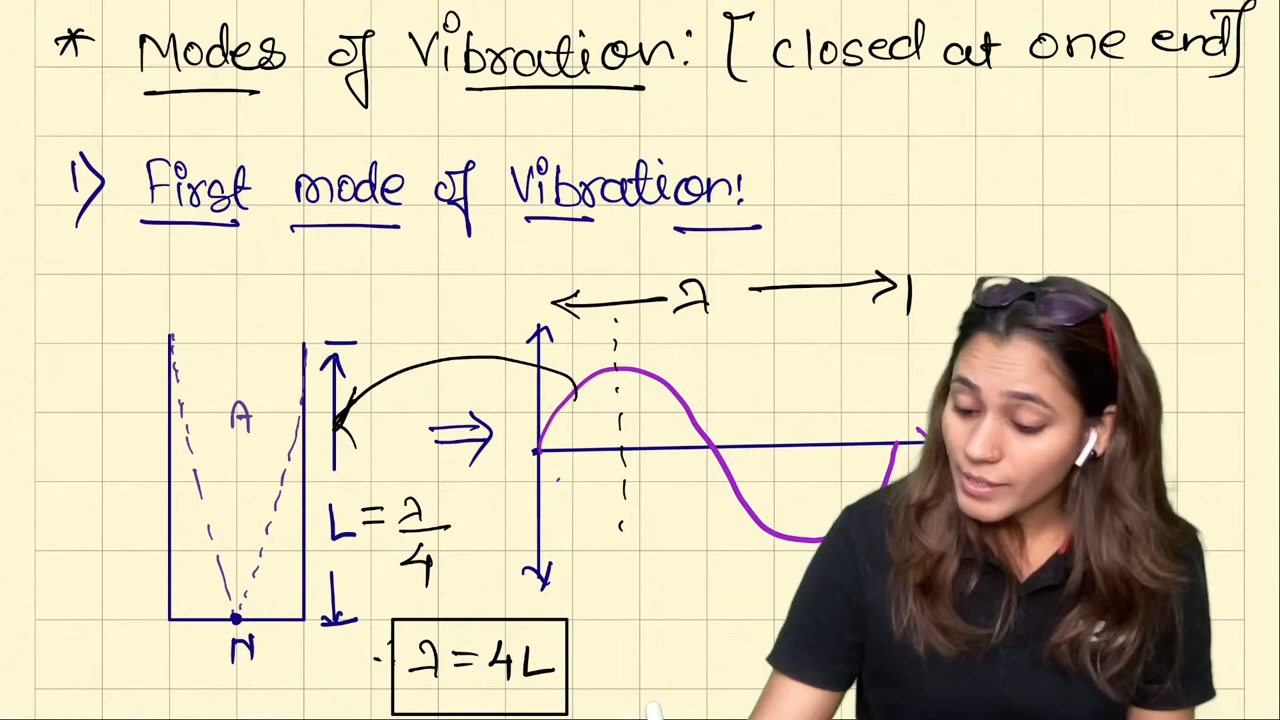 * Modes of Vibration: [closed at one end]
1) First mode of Vibration:
λ
A
L = λ/4
N
λ = 4L